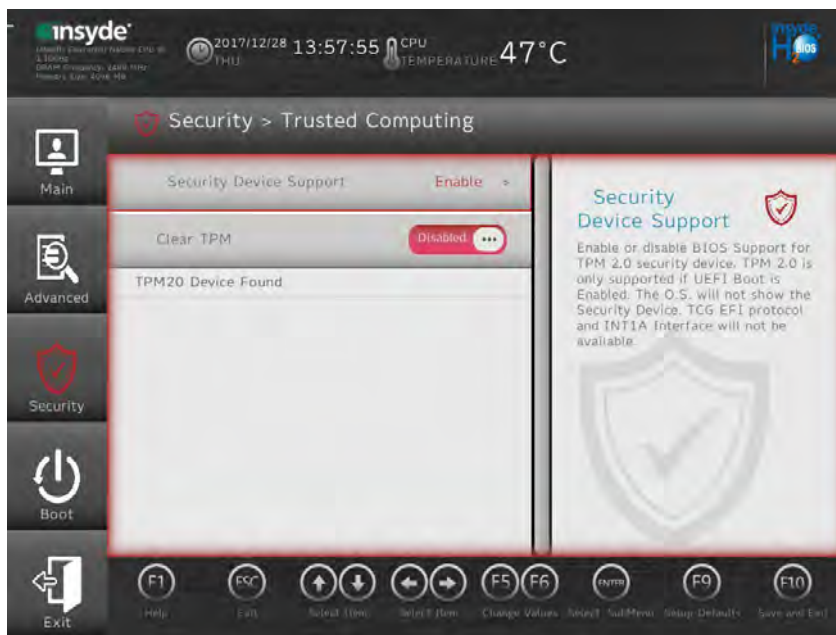 insyde
2017/12/28 13:57:55
THU
CPU
TEMPERATURE 47°C
insyde
H2O BIOS
Security > Trusted Computing
Main
Advanced
Security
Boot
Exit
Security Device Support Enable >
Clear TPM Disabled
TPM20 Device Found
Security
Device Support
Enable or disable BIOS Support for
TPM 2.0 security device. TPM 2.0 is
only supported if UEFI Boot is
Enabled. The O.S. will not show the
Security Device. TCG EFI protocol
and INT1A Interface will not be
available.
F1 ESC F5 F6 ENTER F9 F10
Help Exit Select Item Select Item Change Values Select SubMenu Setup Defaults Save and Exit